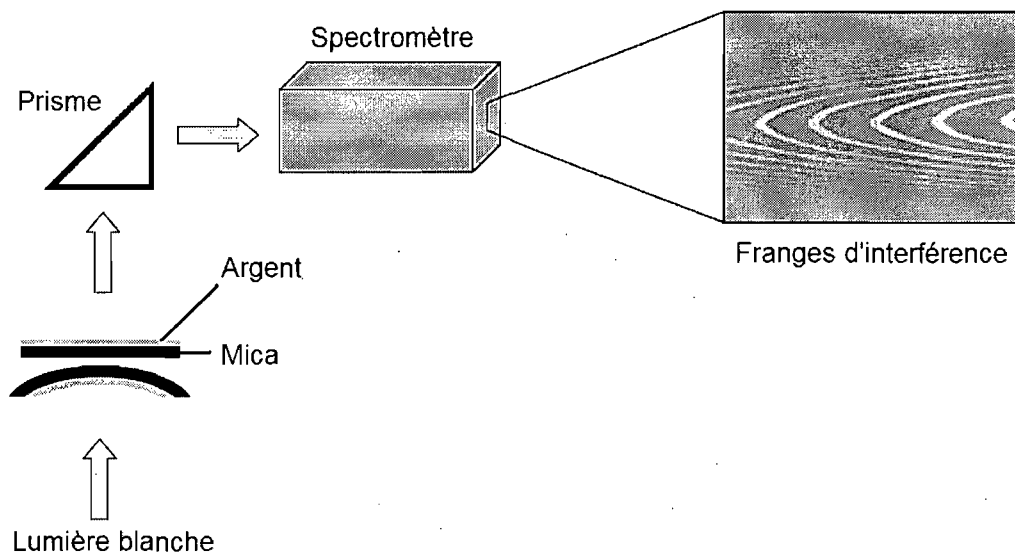 Spectromètre
Prisme
Franges d'interférence
Argent
Mica
Lumière blanche